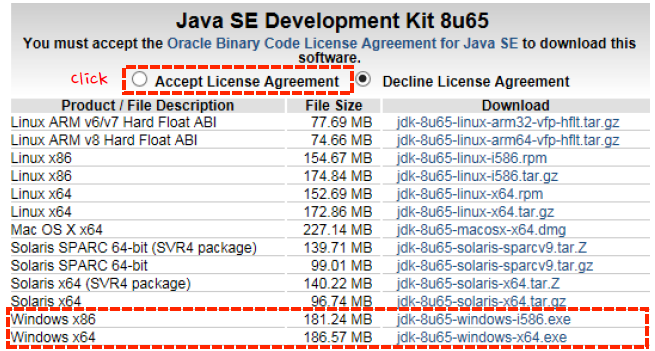 Java SE Development Kit 8u65
You must accept the Oracle Binary Code License Agreement for Java SE to download this
software.
click Accept License Agreement Decline License Agreement
Product / File Description File Size Download
Linux ARM v6/v7 Hard Float ABI 77.69 MB jdk-8u65-linux-arm32-vfp-hflt.tar.gz
Linux ARM v8 Hard Float ABI 74.66 MB jdk-8u65-linux-arm64-vfp-hflt.tar.gz
Linux x86 154.67 MB jdk-8u65-linux-i586.rpm
Linux x86 174.84 MB jdk-8u65-linux-i586.tar.gz
Linux x64 152.69 MB jdk-8u65-linux-x64.rpm
Linux x64 172.86 MB jdk-8u65-linux-x64.tar.gz
Mac OS X x64 227.14 MB jdk-8u65-macosx-x64.dmg
Solaris SPARC 64-bit (SVR4 package) 139.71 MB jdk-8u65-solaris-sparcv9.tar.Z
Solaris SPARC 64-bit 99.01 MB jdk-8u65-solaris-sparcv9.tar.gz
Solaris x64 (SVR4 package) 140.22 MB jdk-8u65-solaris-x64.tar.Z
Solaris x64 96.74 MB jdk-8u65-solaris-x64.tar.gz
Windows x86 181.24 MB jdk-8u65-windows-i586.exe
Windows x64 186.57 MB jdk-8u65-windows-x64.exe